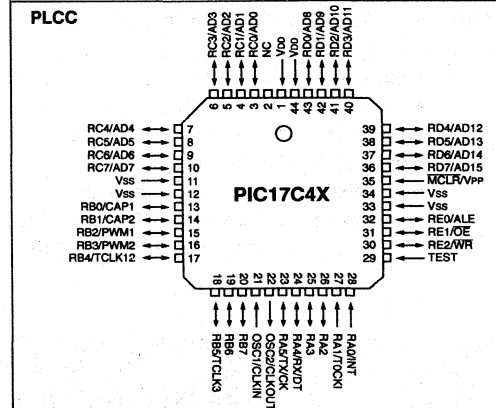 PLCC
RC3/AD3
RC2/AD2
RC1/AD1
RC0/AD0
NC
VDD
VDD
RD0/AD8
RD1/AD9
RD2/AD10
RD3/AD11
6 5 4 3 2 1 44 43 42 41 40
RC4/AD4 7
RC5/AD5 8
RC6/AD6 9
RC7/AD7 10
VSS 11
VSS 12
RB0/CAP1 13
RB1/CAP2 14
RB2/PWM1 15
RB3/PWM2 16
RB4/TCLK12 17
PIC17C4X
39 RD4/AD12
38 RD5/AD13
37 RD6/AD14
36 RD7/AD15
35 MCLR/VPP
34 VSS
33 VSS
32 RE0/ALE
31 RE1/OE
30 RE2/WR
29 TEST
18 19 20 21 22 23 24 25 26 27 28
RB5/TCLK3
RB6
RB7
OSC1/CLKIN
OSC2/CLKOUT
RA5/TX/CK
RA4/RX/DT
RA3
RA2
RA1/T0CKI
RA0/INT